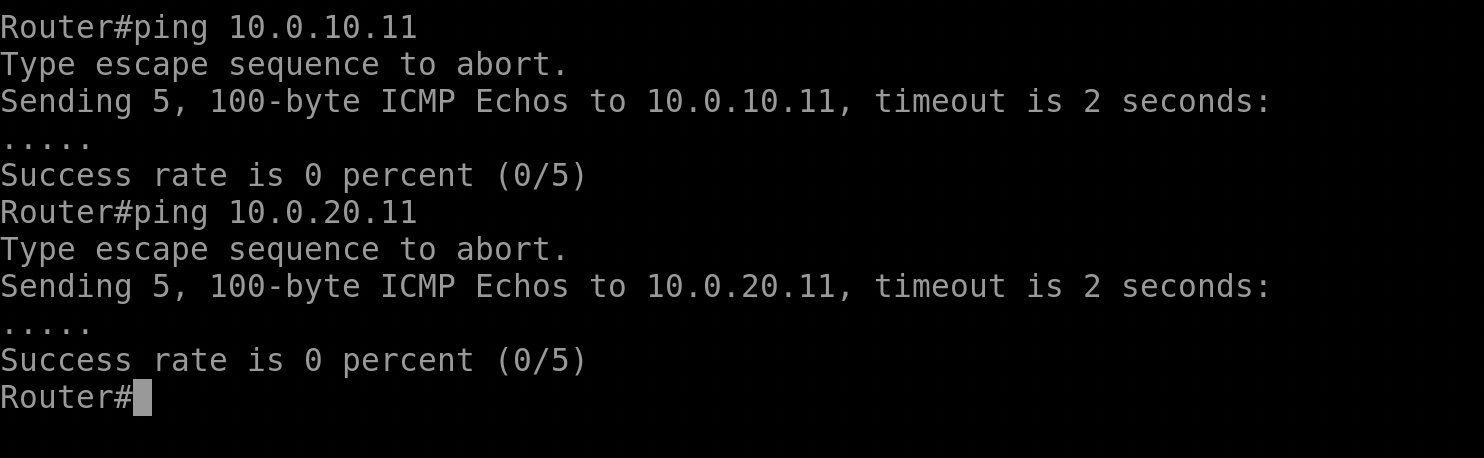 Router#ping 10.0.10.11
Type escape sequence to abort.
Sending 5, 100-byte ICMP Echos to 10.0.10.11, timeout is 2 seconds:
.....
Success rate is 0 percent (0/5)
Router#ping 10.0.20.11
Type escape sequence to abort.
Sending 5, 100-byte ICMP Echos to 10.0.20.11, timeout is 2 seconds:
.....
Success rate is 0 percent (0/5)
Router#